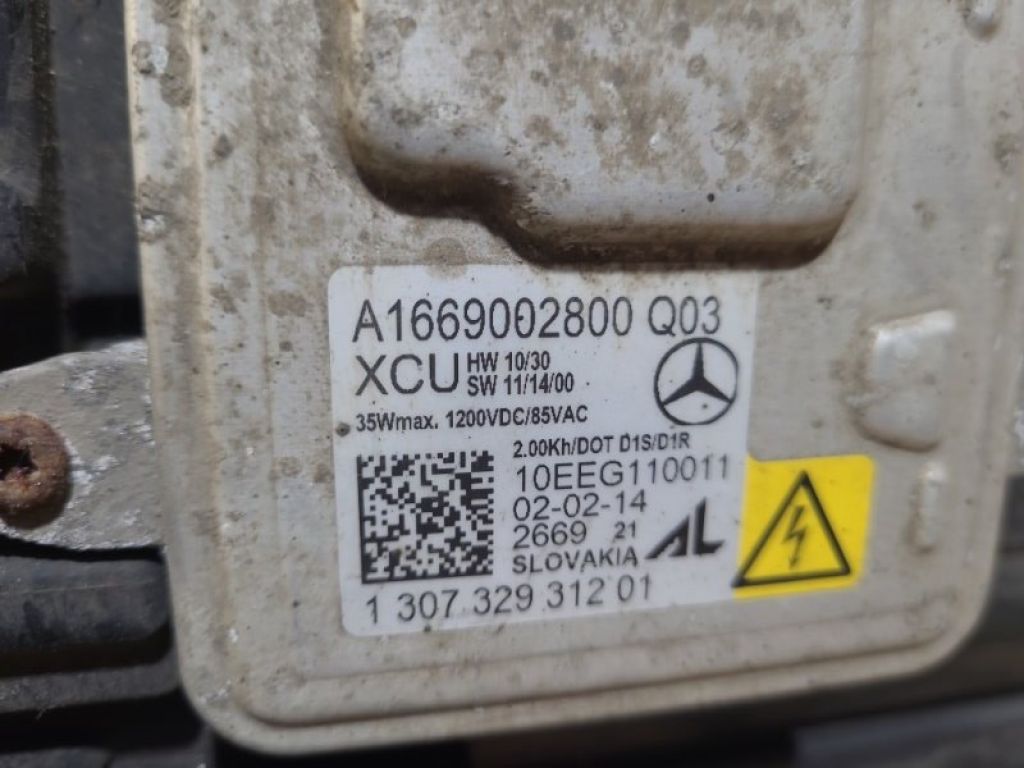 A1669002800 Q03
XCU HW 10/30
SW 11/14/00
35Wmax. 1200VDC/85VAC
2.00Kh/DOT D1S/D1R
10EEG110011
02-02-14
2669 21
SLOVAKIA AL
1 307 329 312 01